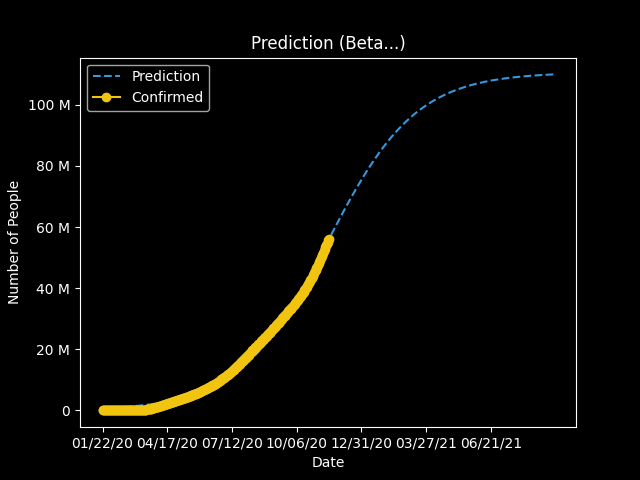 Prediction (Beta...)
Prediction
Confirmed
100 M
80 M
60 M
40 M
20 M
0
Number of People
01/22/20 04/17/20 07/12/20 10/06/20 12/31/20 03/27/21 06/21/21
Date